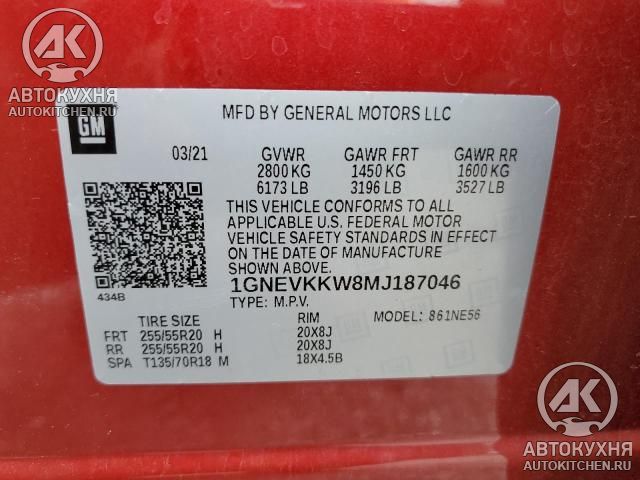 АВТОКУХНЯ
AUTOKITCHEN.RU
GM
MFD BY GENERAL MOTORS LLC
03/21 GVWR GAWR FRT GAWR RR
2800 KG 1450 KG 1600 KG
6173 LB 3196 LB 3527 LB
THIS VEHICLE CONFORMS TO ALL
APPLICABLE U.S. FEDERAL MOTOR
VEHICLE SAFETY STANDARDS IN EFFECT
ON THE DATE OF MANUFACTURE
SHOWN ABOVE.
434B
1GNEVKKW8MJ187046
TYPE: M.P.V.
TIRE SIZE RIM MODEL: 861NE56
FRT 255/55R20 H 20X8J
RR 255/55R20 H 20X8J
SPA T135/70R18 M 18X4.5B
АК
АВТОКУХНЯ
AUTOKITCHEN.RU